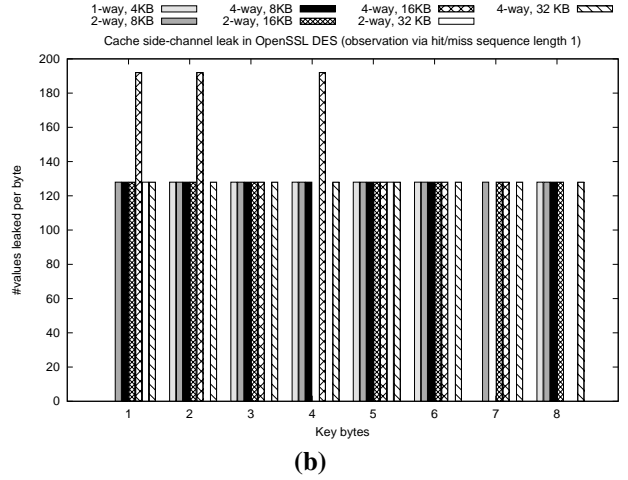 1-way, 4KB 4-way, 8KB 4-way, 16KB 4-way, 32 KB
2-way, 8KB 2-way, 16KB 2-way, 32 KB
Cache side-channel leak in OpenSSL DES (observation via hit/miss sequence length 1)
200
180
160
140
120
100
80
60
40
20
0
#values leaked per byte
1 2 3 4 5 6 7 8
Key bytes
(b)